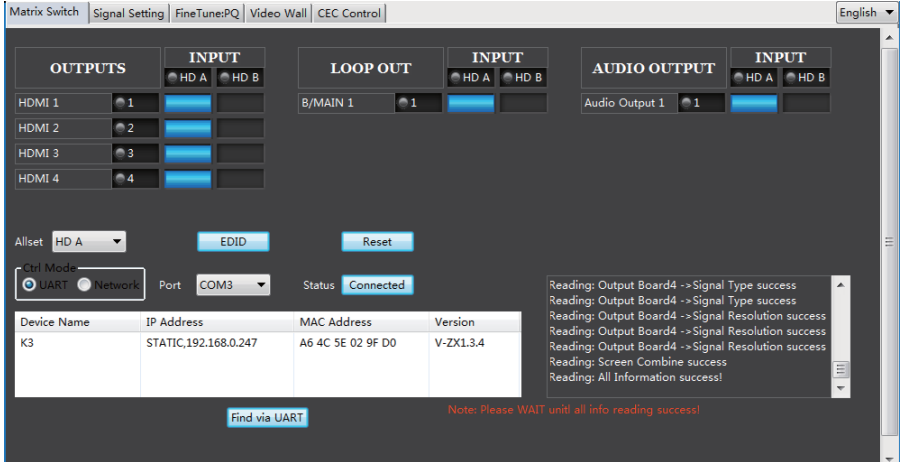 Matrix Switch Signal Setting FineTune:PQ Video Wall CEC Control English
OUTPUTS INPUT LOOP OUT INPUT AUDIO OUTPUT INPUT
HD A HD B HD A HD B HD A HD B
HDMI 1 1 B/MAIN 1 1 Audio Output 1 1
HDMI 2 2
HDMI 3 3
HDMI 4 4
Allset HD A EDID Reset
Ctrl Mode
UART Network Port COM3 Status Connected
Device Name IP Address MAC Address Version
K3 STATIC,192.168.0.247 A6 4C 5E 02 9F D0 V-ZX1.3.4
Reading: Output Board4 ->Signal Type success
Reading: Output Board4 ->Signal Type success
Reading: Output Board4 ->Signal Resolution success
Reading: Output Board4 ->Signal Resolution success
Reading: Output Board4 ->Signal Resolution success
Reading: Screen Combine success
Reading: All Information success!
Find via UART
Note: Please WAIT unitl all info reading success!